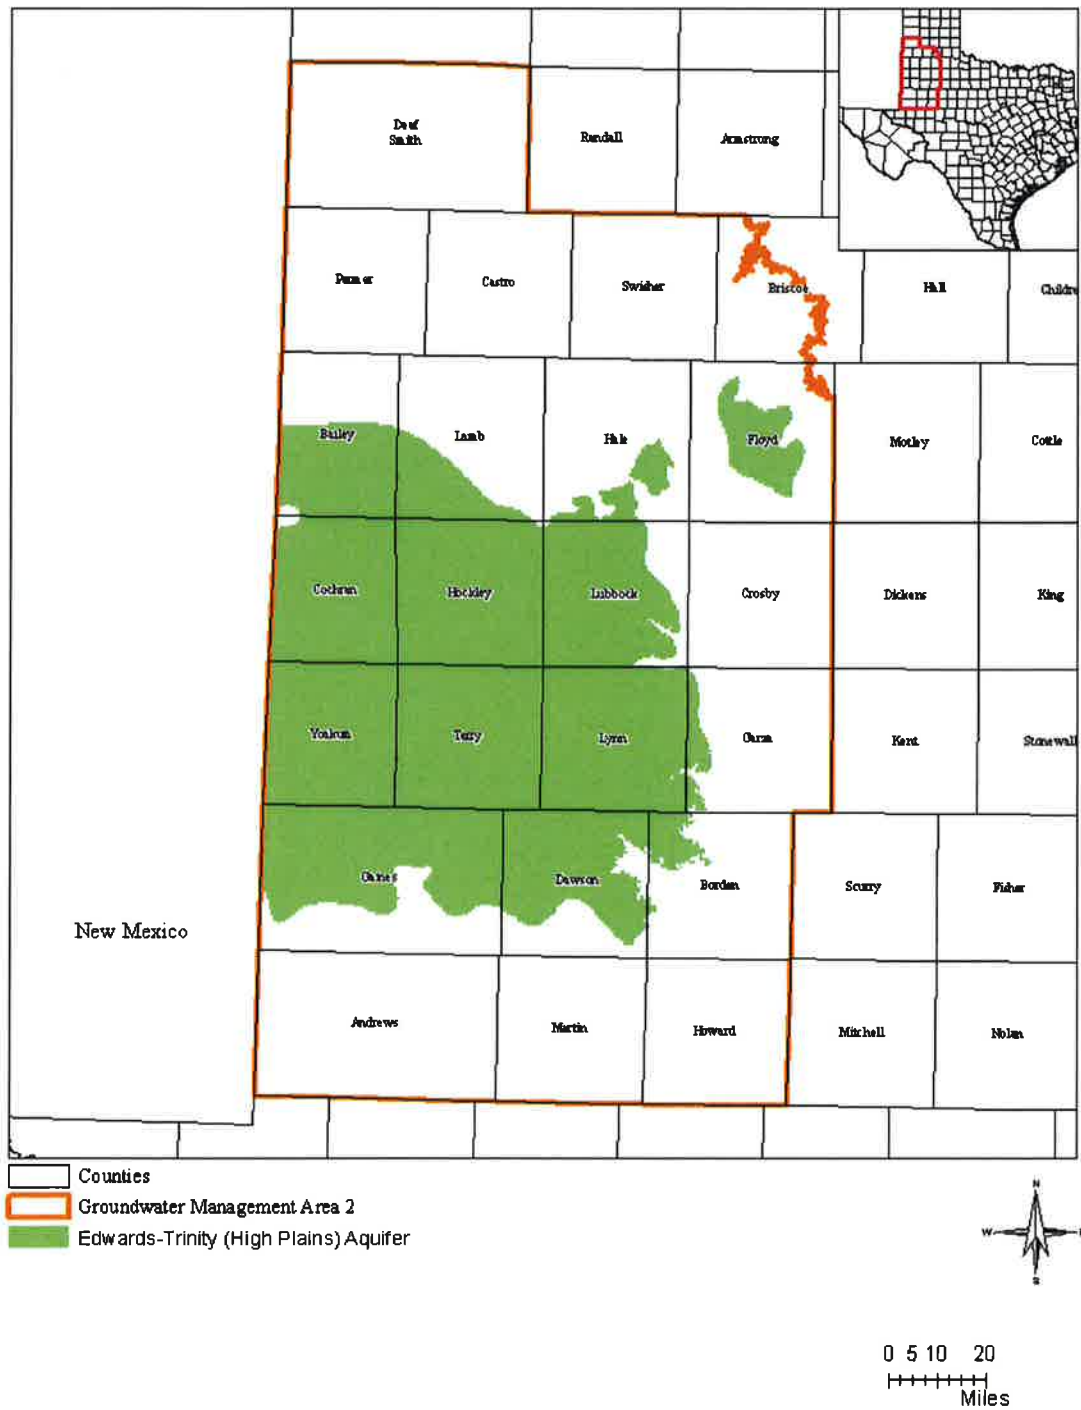 Deaf
Smith
Randall
Armstrong
Parmer
Castro
Swisher
Briscoe
Hall
Childre
Bailey
Lamb
Hale
Floyd
Motley
Cottle
Cochran
Hockley
Lubbock
Crosby
Dickens
King
Yoakum
Terry
Lynn
Garza
Kent
Stonewall
Gaines
Dawson
Borden
Scurry
Fisher
New Mexico
Andrews
Martin
Howard
Mitchell
Nolan
Counties
Groundwater Management Area 2
Edwards-Trinity (High Plains) Aquifer
N
W
S
0 5 10 20
Miles